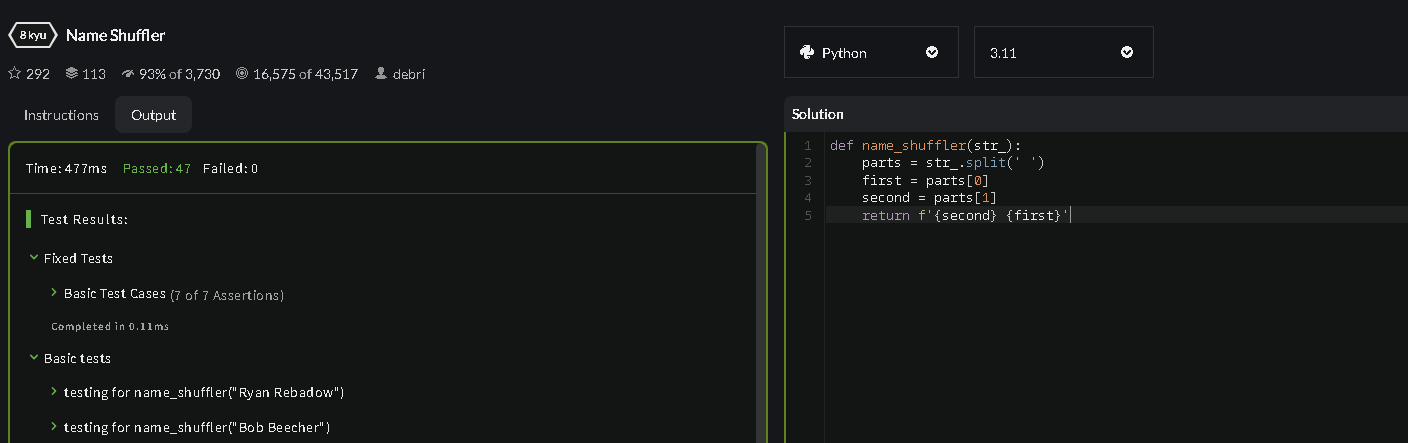 8 kyu Name Shuffler
292 113 93% of 3,730 16,575 of 43,517 debri
Instructions Output
Time: 477ms Passed: 47 Failed: 0
Test Results:
Fixed Tests
Basic Test Cases (7 of 7 Assertions)
Completed in 0.11ms
Basic tests
testing for name_shuffler("Ryan Rebadow")
testing for name_shuffler("Bob Beecher")
Python 3.11
Solution
1 def name_shuffler(str_):
2     parts = str_.split(' ')
3     first = parts[0]
4     second = parts[1]
5     return f'{second} {first}'